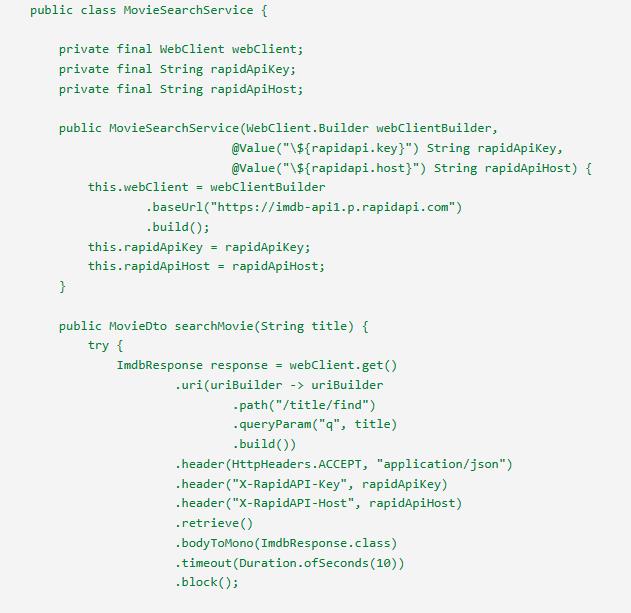 public class MovieSearchService {
private final WebClient webClient;
private final String rapidApiKey;
private final String rapidApiHost;
public MovieSearchService(WebClient.Builder webClientBuilder,
@Value("\${rapidapi.key}") String rapidApiKey,
@Value("\${rapidapi.host}") String rapidApiHost) {
this.webClient = webClientBuilder
.baseUrl("https://imdb-api1.p.rapidapi.com")
.build();
this.rapidApiKey = rapidApiKey;
this.rapidApiHost = rapidApiHost;
}
public MovieDto searchMovie(String title) {
try {
ImdbResponse response = webClient.get()
.uri(uriBuilder -> uriBuilder
.path("/title/find")
.queryParam("q", title)
.build())
.header(HttpHeaders.ACCEPT, "application/json")
.header("X-RapidAPI-Key", rapidApiKey)
.header("X-RapidAPI-Host", rapidApiHost)
.retrieve()
.bodyToMono(ImdbResponse.class)
.timeout(Duration.ofSeconds(10))
.block();